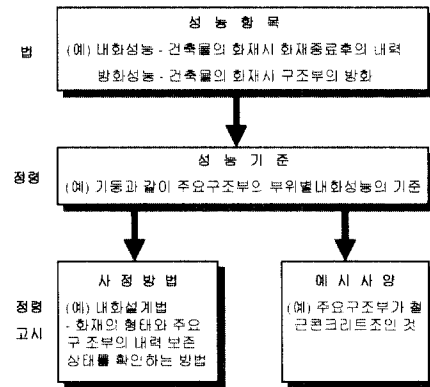 성 능 항 목
법
(예) 내화성능 - 건축물의 화재시 화재종료후의 내력
방화성능 - 건축물의 화재시 구조부의 방화
성 능 기 준
정령
(예) 기둥과 같이 주요구조부의 부위별내화성능의 기준
사 정 방 법
정령
고시
(예) 내화설계법
- 화재의 형태와 주요
구 조부의 내력 보존
상태를 확인하는 방법
예 시 사 양
(예) 주요구조부가 철
근콘크리트조인 것